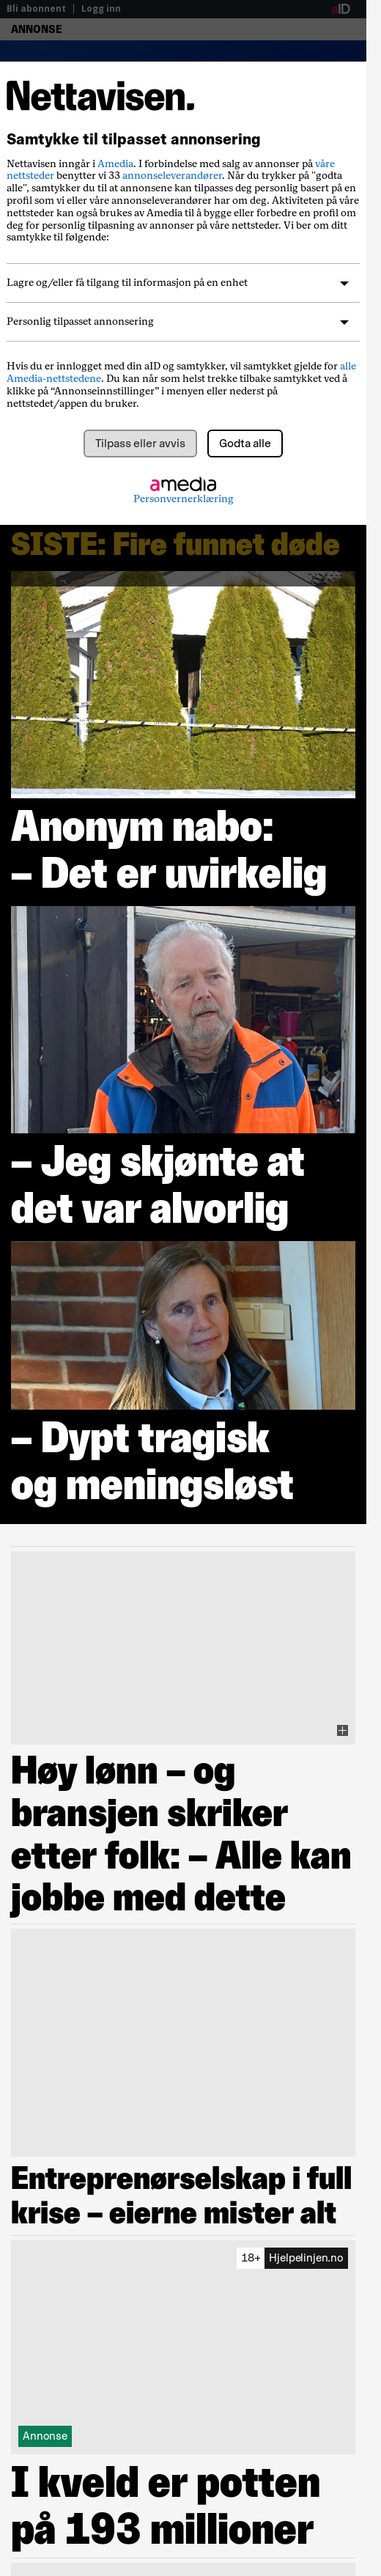 Bli abonnent | Logg inn
aID
ANNONSE
Nettavisen.
Samtykke til tilpasset annonsering
Nettavisen inngår i Amedia. I forbindelse med salg av annonser på våre
nettsteder benytter vi 33 annonseleverandører. Når du trykker på "godta
alle", samtykker du til at annonsene kan tilpasses deg personlig basert på en
profil som vi eller våre annonseleverandører har om deg. Aktiviteten på våre
nettsteder kan også brukes av Amedia til å bygge eller forbedre en profil om
deg for personlig tilpasning av annonser på våre nettsteder. Vi ber om ditt
samtykke til følgende:
Lagre og/eller få tilgang til informasjon på en enhet
Personlig tilpasset annonsering
Hvis du er innlogget med din aID og samtykker, vil samtykket gjelde for alle
Amedia-nettstedene. Du kan når som helst trekke tilbake samtykket ved å
klikke på “Annonseinnstillinger” i menyen eller nederst på
nettstedet/appen du bruker.
Tilpass eller avvis
Godta alle
amedia
Personvernerklæring
SISTE: Fire funnet døde
Anonym nabo:
– Det er uvirkelig
– Jeg skjønte at
det var alvorlig
– Dypt tragisk
og meningsløst
Høy lønn – og
bransjen skriker
etter folk: – Alle kan
jobbe med dette
Entreprenørselskap i full
krise – eierne mister alt
18+ Hjelpelinjen.no
Annonse
I kveld er potten
på 193 millioner